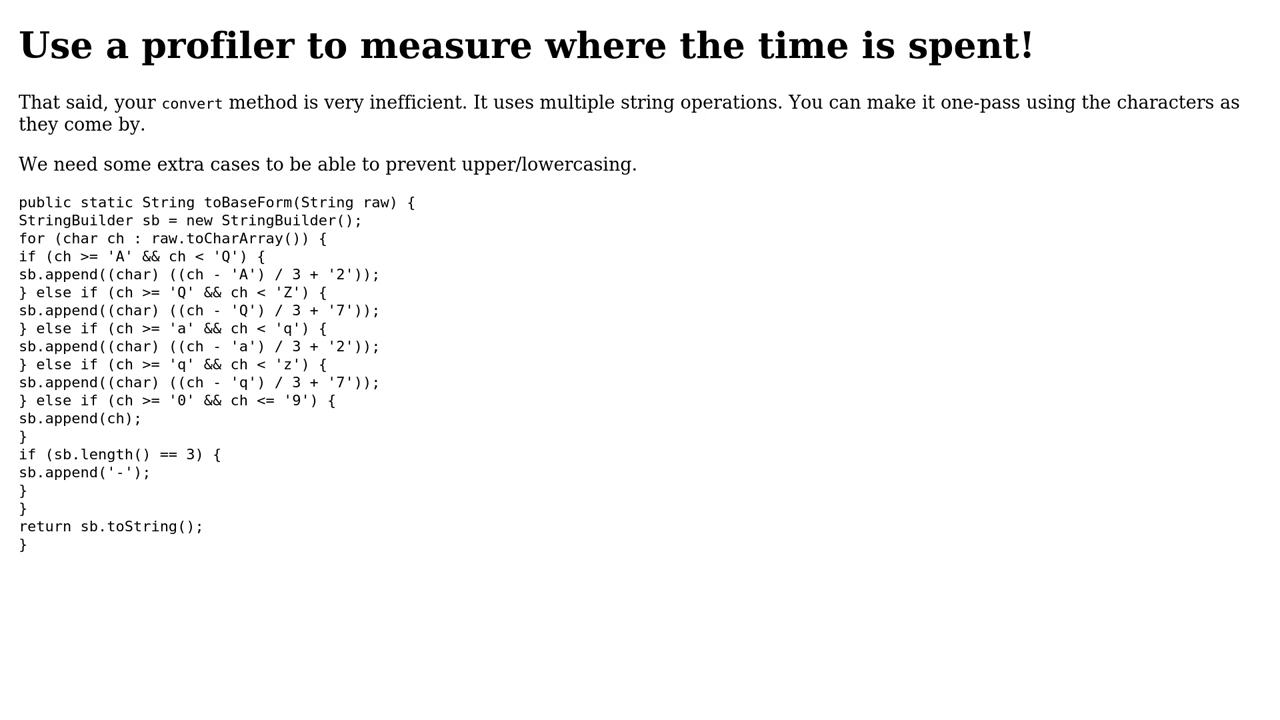 Use a profiler to measure where the time is spent!
That said, your convert method is very inefficient. It uses multiple string operations. You can make it one-pass using the characters as
they come by.
We need some extra cases to be able to prevent upper/lowercasing.
public static String toBaseForm(String raw) {
StringBuilder sb = new StringBuilder();
for (char ch : raw.toCharArray()) {
if (ch >= 'A' && ch < 'Q') {
sb.append((char) ((ch - 'A') / 3 + '2'));
} else if (ch >= 'Q' && ch < 'Z') {
sb.append((char) ((ch - 'Q') / 3 + '7'));
} else if (ch >= 'a' && ch < 'q') {
sb.append((char) ((ch - 'a') / 3 + '2'));
} else if (ch >= 'q' && ch < 'z') {
sb.append((char) ((ch - 'q') / 3 + '7'));
} else if (ch >= '0' && ch <= '9') {
sb.append(ch);
}
if (sb.length() == 3) {
sb.append('-');
}
}
return sb.toString();
}